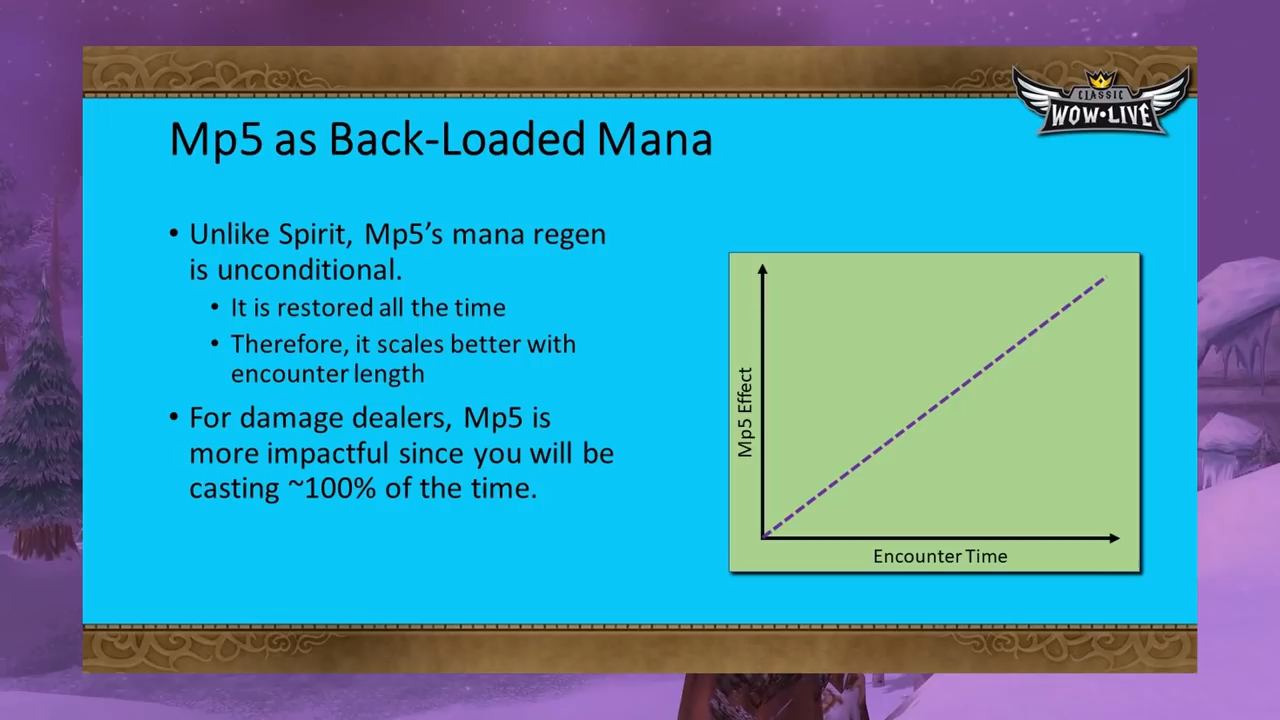 CLASSIC
WOW•LIVE
Mp5 as Back-Loaded Mana
• Unlike Spirit, Mp5’s mana regen
is unconditional.
• It is restored all the time
• Therefore, it scales better with
encounter length
• For damage dealers, Mp5 is
more impactful since you will be
casting ~100% of the time.
Mp5 Effect
Encounter Time